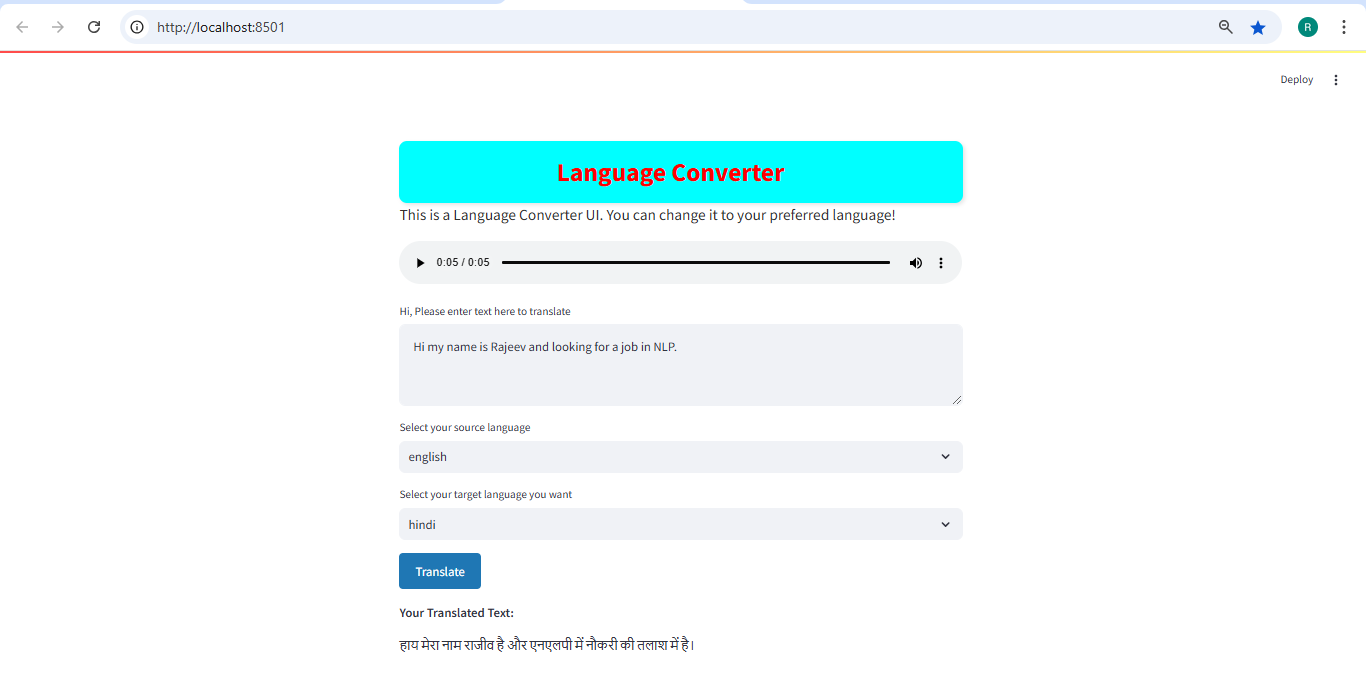 http://localhost:8501
R
Deploy
Language Converter
This is a Language Converter UI. You can change it to your preferred language!
0:05 / 0:05
Hi, Please enter text here to translate
Hi my name is Rajeev and looking for a job in NLP.
Select your source language
english
Select your target language you want
hindi
Translate
Your Translated Text:
हाय मेरा नाम राजीव है और एनएलपी में नौकरी की तलाश में है।